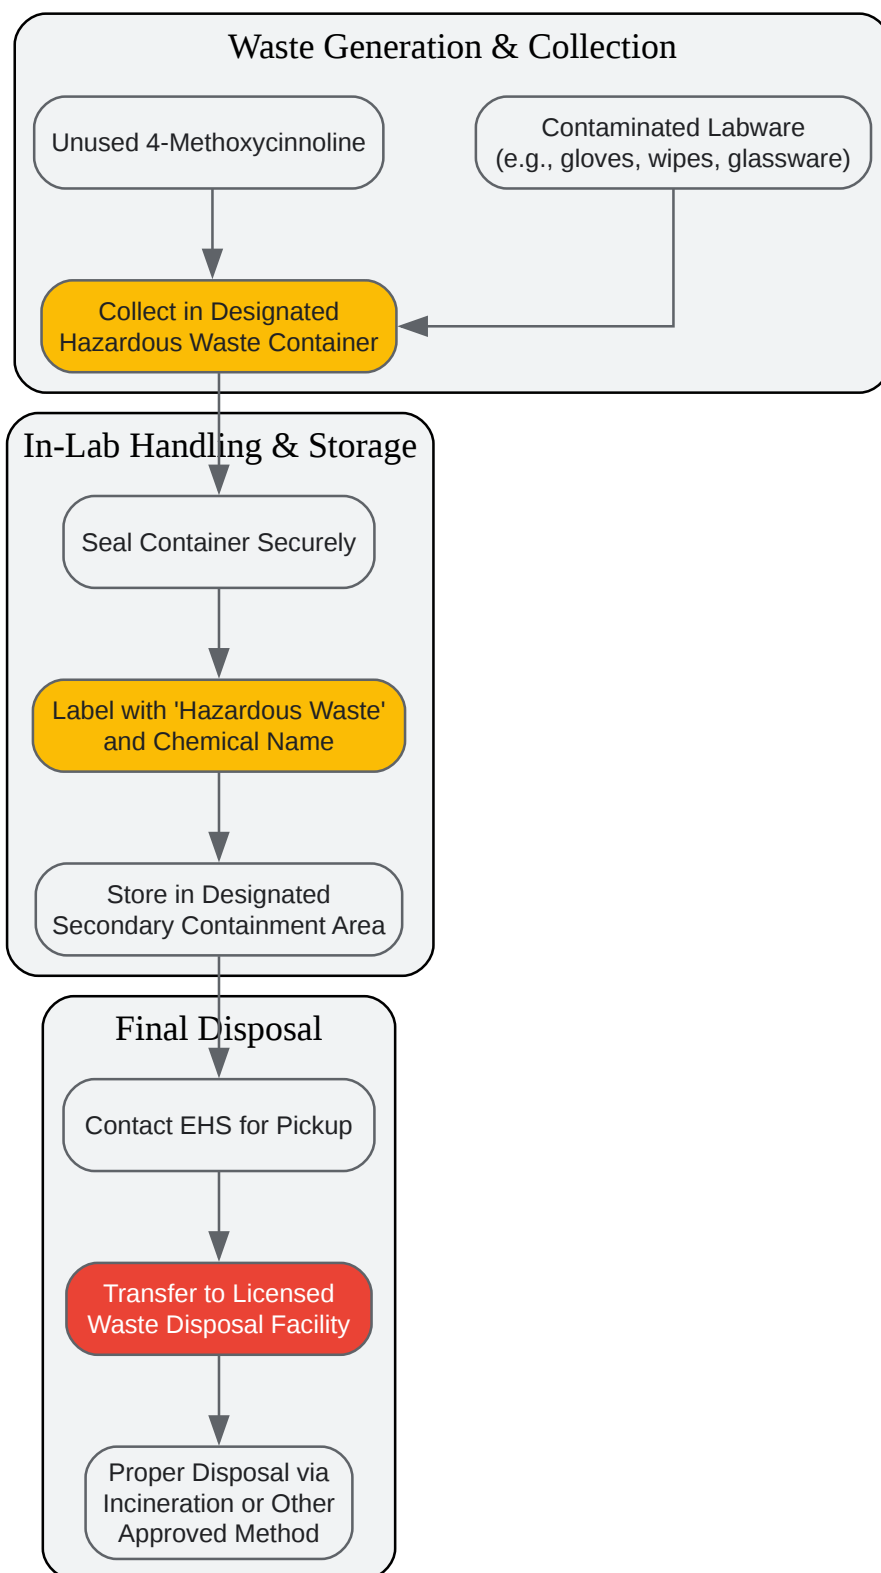 Waste Generation & Collection
Unused 4-Methoxycinnoline
Contaminated Labware
(e.g., gloves, wipes, glassware)
Collect in Designated
Hazardous Waste Container
In-Lab Handling & Storage
Seal Container Securely
Label with 'Hazardous Waste'
and Chemical Name
Store in Designated
Secondary Containment Area
Final Disposal
Contact EHS for Pickup
Transfer to Licensed
Waste Disposal Facility
Proper Disposal via
Incineration or Other
Approved Method